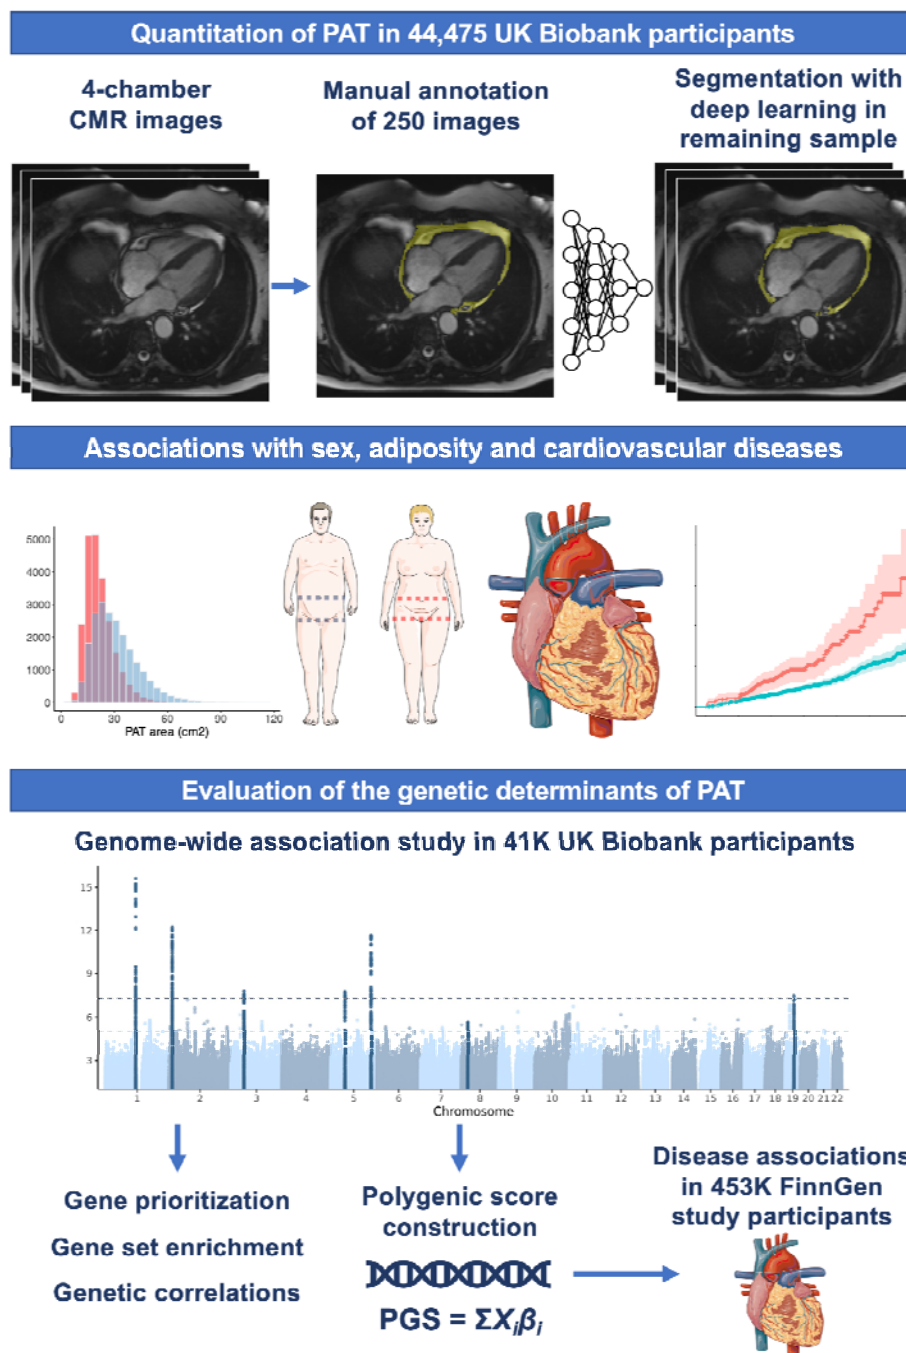 Quantitation of PAT in 44,475 UK Biobank participants
4-chamber
CMR images
Manual annotation
of 250 images
Segmentation with
deep learning in
remaining sample
Associations with sex, adiposity and cardiovascular diseases
5000
4000
3000
2000
1000
0
0 30 60 90 120
PAT area (cm2)
Evaluation of the genetic determinants of PAT
Genome-wide association study in 41K UK Biobank participants
15
12
9
6
3
1 2 3 4 5 6 7 8 9 10 11 12 13 14 15 16 17 18 19 20 21 22
Chromosome
Gene prioritization
Gene set enrichment
Genetic correlations
Polygenic score
construction
PGS = ΣXᵢβᵢ
Disease associations
in 453K FinnGen
study participants